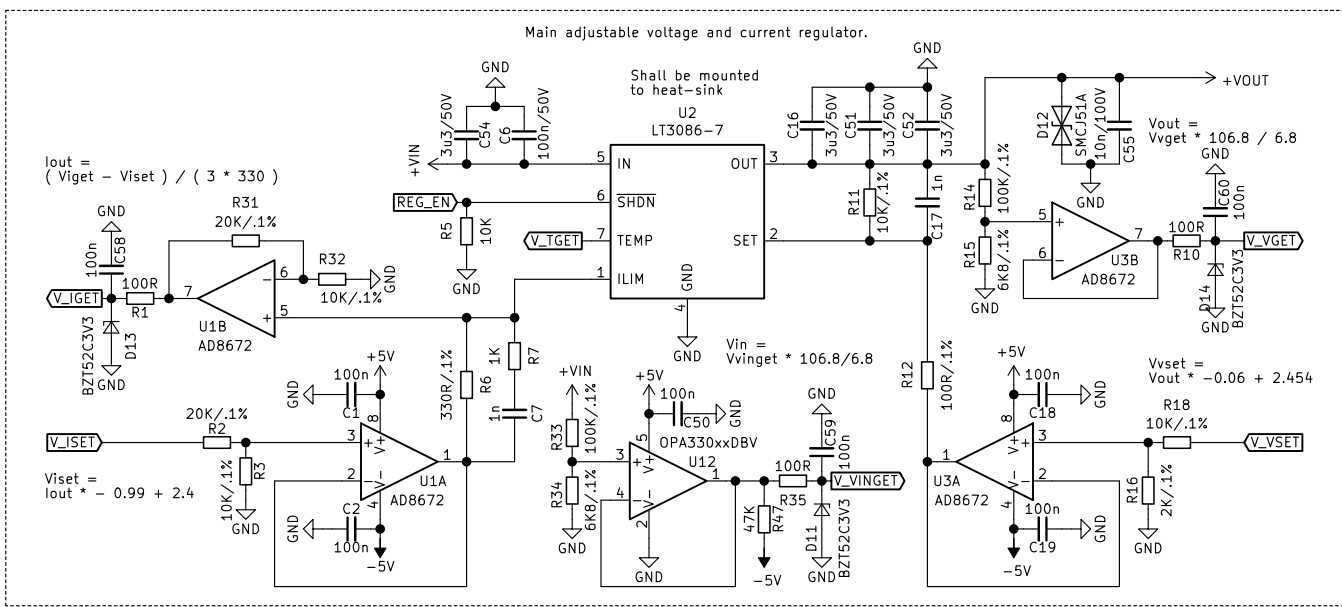 Main adjustable voltage and current regulator.
GND
C54
3u3/50V
C6
100n/50V
+VIN
Shall be mounted
to heat-sink
U2
LT3086-7
5
IN
6
SHDN
7
TEMP
1
ILIM
OUT
3
SET
2
GND
4
GND
REG_EN
R5
10K
GND
V_TGET
GND
C16
3u3/50V
C51
3u3/50V
C52
3u3/50V
R11
10K/.1%
C17
1n
R14
100K/.1%
R15
6K8/.1%
GND
D12
SMCJ51A
10n/100V
C55
GND
+VOUT
Vout =
Vvget * 106.8 / 6.8
GND
C60
100n
5
+
6
-
7
U3B
AD8672
100R
R10
V_VGET
D14
BZT52C3V3
GND
Iout =
( Viget - Viset ) / ( 3 * 330 )
R31
20K/.1%
GND
100n
C58
100R
R1
V_IGET
BZT52C3V3
D13
GND
7
6
-
5
+
U1B
AD8672
R32
10K/.1%
GND
R6
330R/.1%
1K
R7
1n
C7
+5V
100n
C1
GND
8
V+
V_ISET
20K/.1%
R2
10K/.1%
R3
GND
3
+
2
-
1
V-
4
U1A
AD8672
GND
C2
100n
-5V
Viset =
Iout * - 0.99 + 2.4
Vin =
Vvinget * 106.8/6.8
+VIN
R33
100K/.1%
R34
6K8/.1%
GND
+5V
100n
C50
GND
OPA330xxDBV
U12
5
V+
3
+
4
-
1
V-
2
GND
47K
R47
-5V
100R
R35
GND
C59
100n
V_VINGET
D11
BZT52C3V3
GND
R12
100R/.1%
+5V
100n
C18
GND
8
V+
3
+
2
-
1
V-
4
U3A
AD8672
100n
C19
GND
-5V
Vvset =
Vout * -0.06 + 2.454
R18
10K/.1%
V_VSET
R16
2K/.1%
GND